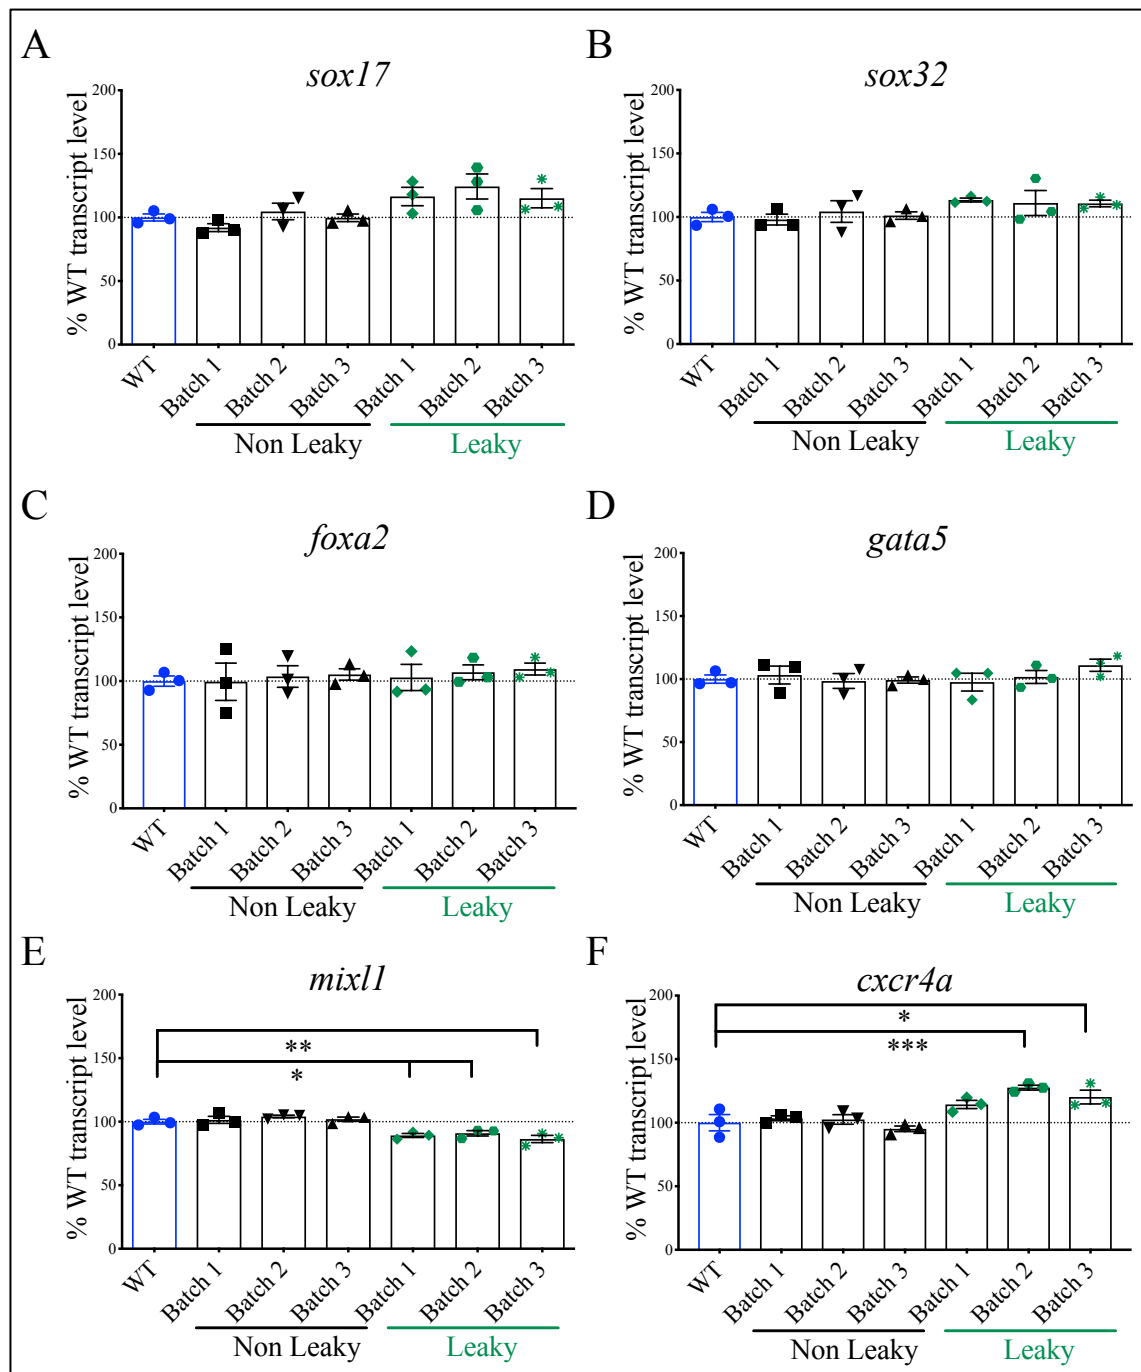 A
sox17
% WT transcript level
200
150
100
50
0
WT
Batch 1
Batch 2
Batch 3
Batch 1
Batch 2
Batch 3
Non Leaky
Leaky
B
sox32
% WT transcript level
200
150
100
50
0
WT
Batch 1
Batch 2
Batch 3
Batch 1
Batch 2
Batch 3
Non Leaky
Leaky
C
foxa2
% WT transcript level
200
150
100
50
0
WT
Batch 1
Batch 2
Batch 3
Batch 1
Batch 2
Batch 3
Non Leaky
Leaky
D
gata5
% WT transcript level
200
150
100
50
0
WT
Batch 1
Batch 2
Batch 3
Batch 1
Batch 2
Batch 3
Non Leaky
Leaky
E
mixl1
% WT transcript level
200
150
100
50
0
**
*
WT
Batch 1
Batch 2
Batch 3
Batch 1
Batch 2
Batch 3
Non Leaky
Leaky
F
cxcr4a
% WT transcript level
200
150
100
50
0
*
***
WT
Batch 1
Batch 2
Batch 3
Batch 1
Batch 2
Batch 3
Non Leaky
Leaky